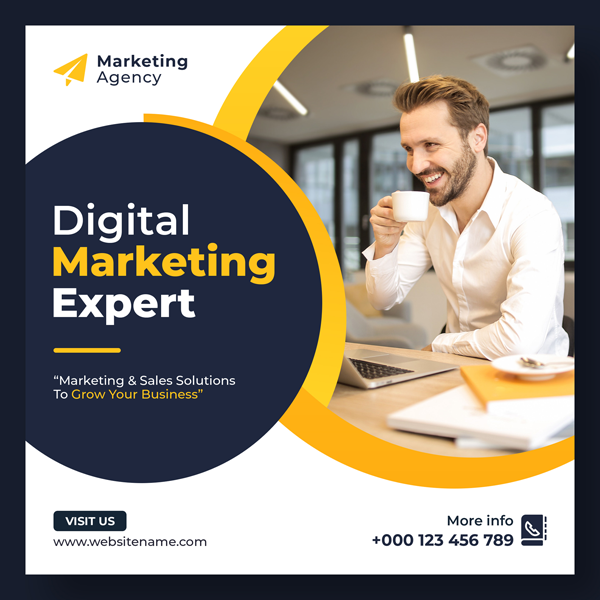 Marketing
Agency
Digital
Marketing
Expert
“Marketing & Sales Solutions
To Grow Your Business”
VISIT US
www.websitename.com
More info
+000 123 456 789